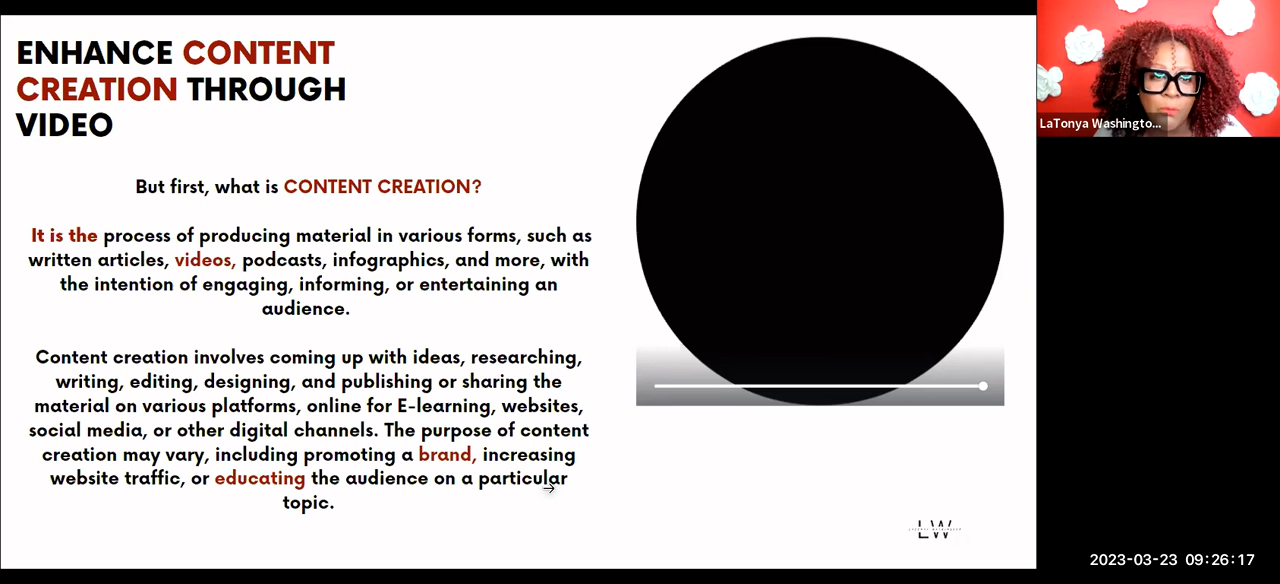 ENHANCE CONTENT
CREATION THROUGH
VIDEO
But first, what is CONTENT CREATION?
It is the process of producing material in various forms, such as
written articles, videos, podcasts, infographics, and more, with
the intention of engaging, informing, or entertaining an
audience.
Content creation involves coming up with ideas, researching,
writing, editing, designing, and publishing or sharing the
material on various platforms, online for E-learning, websites,
social media, or other digital channels. The purpose of content
creation may vary, including promoting a brand, increasing
website traffic, or educating the audience on a particular
topic.
LW
LaTonya Washingto...
2023-03-23 09:26:17